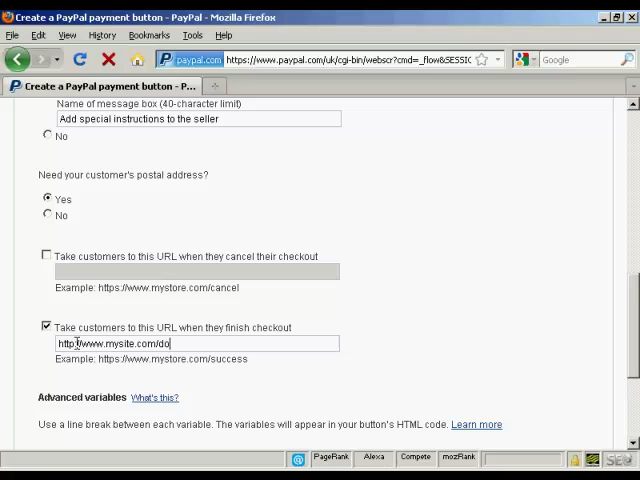 Create a PayPal payment button - PayPal - Mozilla Firefox
File Edit View History Bookmarks Tools Help
paypal.com https://www.paypal.com/uk/cgi-bin/webscr?cmd=_flow&SESSIO Google
Create a PayPal payment button - P...
Name of message box (40-character limit)
Add special instructions to the seller
No
Need your customer's postal address?
Yes
No
Take customers to this URL when they cancel their checkout
Example: https://www.mystore.com/cancel
Take customers to this URL when they finish checkout
http://www.mysite.com/do
Example: https://www.mystore.com/success
Advanced variables What's this?
Use a line break between each variable. The variables will appear in your button's HTML code. Learn more
PageRank Alexa Compete mozRank